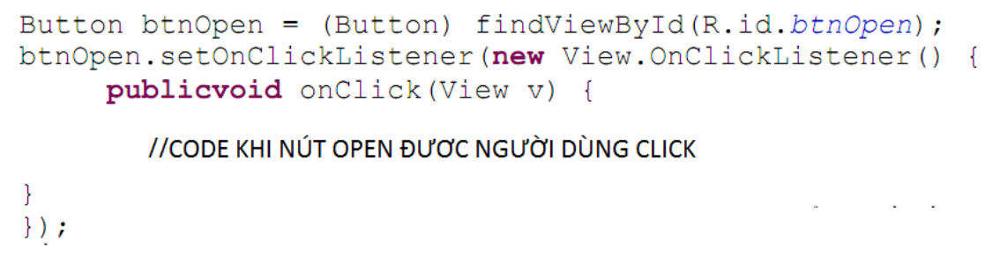 Button btnOpen = (Button) findViewById(R.id.btnOpen);
btnOpen.setOnClickListener(new View.OnClickListener() {
publicvoid onClick(View v) {
//CODE KHI NÚT OPEN ĐƯƠC NGƯỜI DÙNG CLICK
}
});